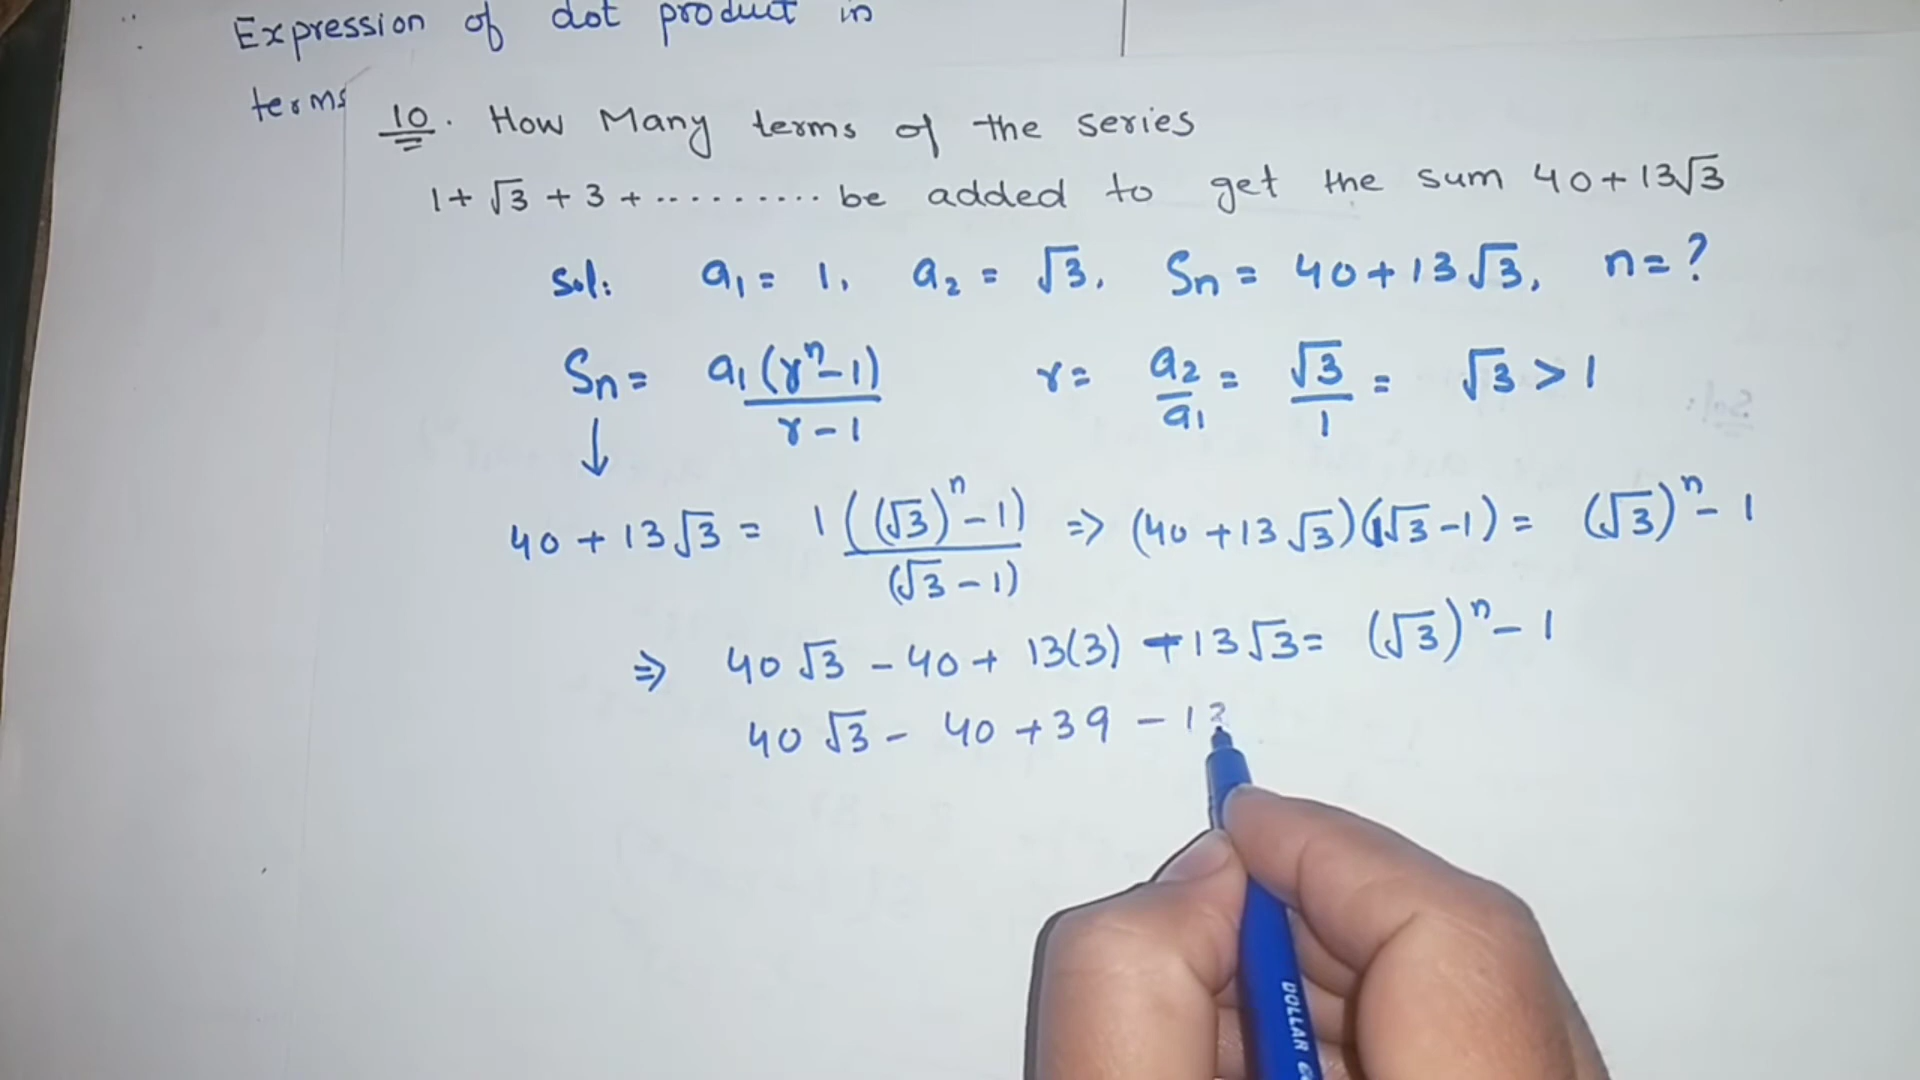 Expression of dot product in
terms
10. How Many terms of the series
1 + √3 + 3 + .......... be added to get the sum 40+13√3
Sol: a₁ = 1, a₂ = √3, Sn = 40+13√3, n=?
Sn = a₁(rⁿ-1)/(r-1) r = a₂/a₁ = √3/1 = √3 > 1
↓
40 + 13√3 = 1((√3)ⁿ-1)/(√3-1) ⇒ (40 + 13√3)(√3-1) = (√3)ⁿ - 1
⇒ 40√3 - 40 + 13(3) - 13√3 = (√3)ⁿ - 1
40√3 - 40 + 39 - 13
DOLLAR